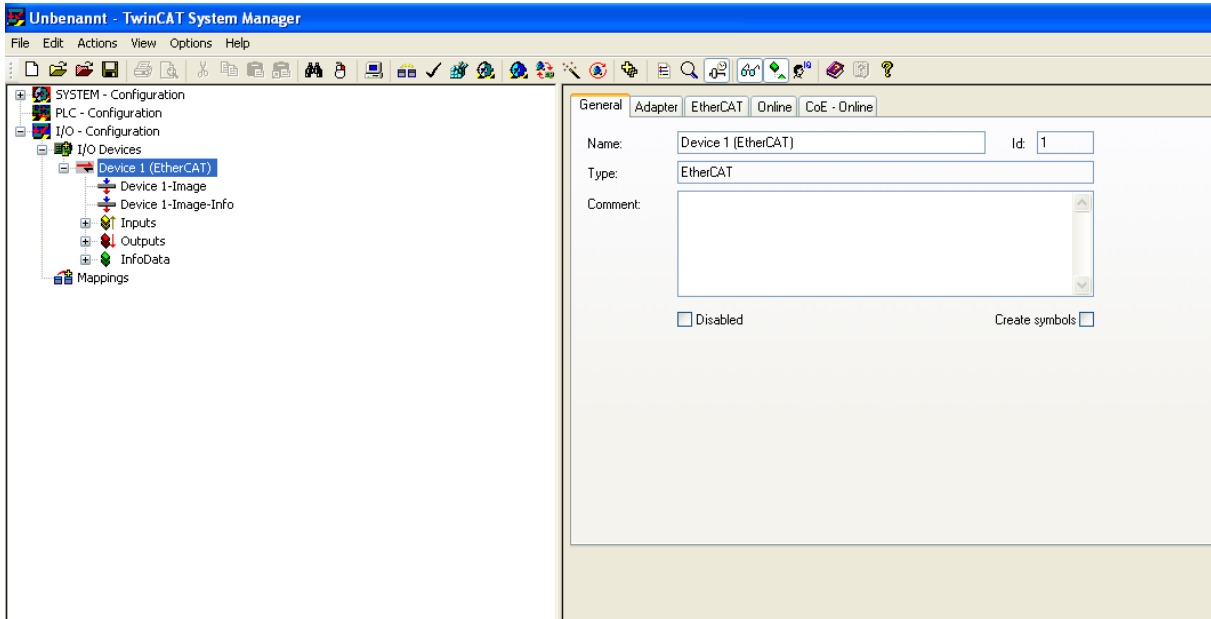 Unbenannt - TwinCAT System Manager
File Edit Actions View Options Help
SYSTEM - Configuration
PLC - Configuration
I/O - Configuration
I/O Devices
Device 1 (EtherCAT)
Device 1-Image
Device 1-Image-Info
Inputs
Outputs
InfoData
Mappings
General Adapter EtherCAT Online CoE - Online
Name: Device 1 (EtherCAT) Id: 1
Type: EtherCAT
Comment:
Disabled Create symbols